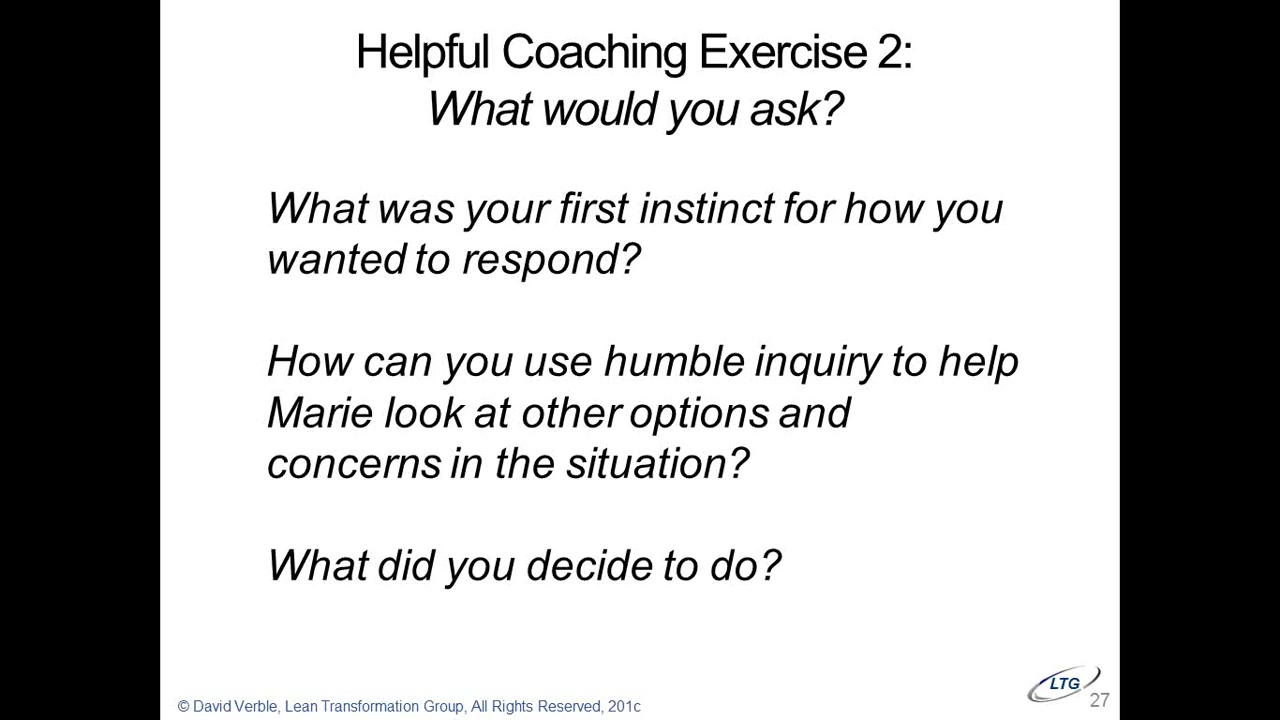 Helpful Coaching Exercise 2:
What would you ask?
What was your first instinct for how you
wanted to respond?
How can you use humble inquiry to help
Marie look at other options and
concerns in the situation?
What did you decide to do?
© David Verble, Lean Transformation Group, All Rights Reserved, 201c
LTG
27